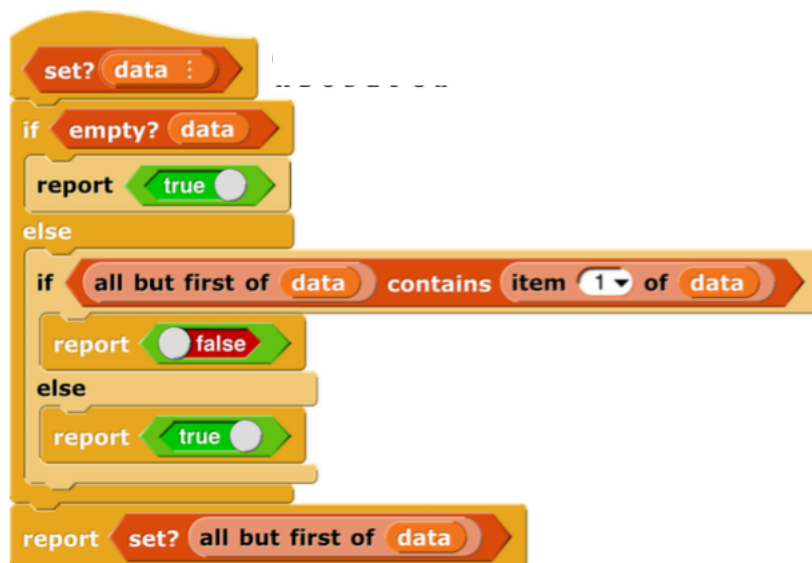 set? data ⋮
if empty? data
report true
else
if all but first of data contains item 1 of data
report false
else
report true
report set? all but first of data